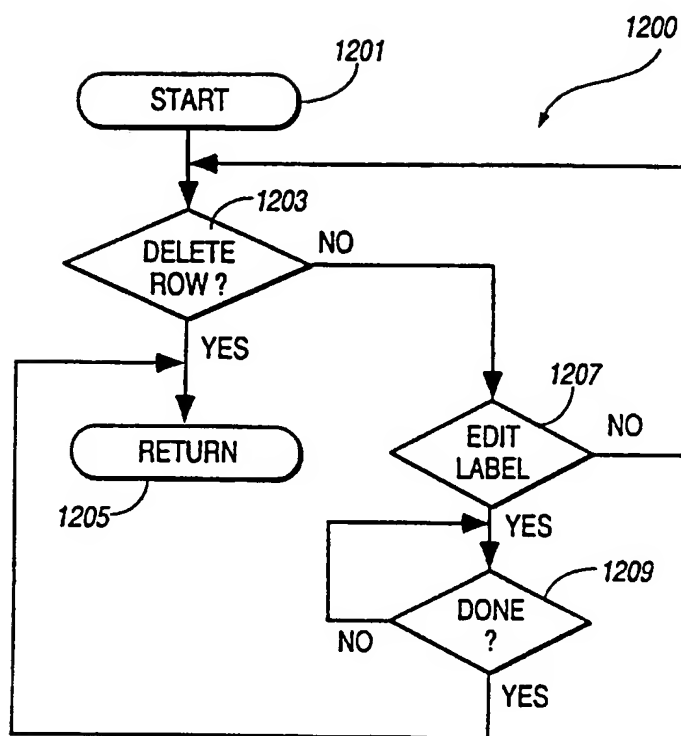 1200
1201
START
1203
DELETE
ROW ?
NO
YES
1207
EDIT
LABEL
NO
RETURN
1205
YES
1209
DONE
?
NO
YES